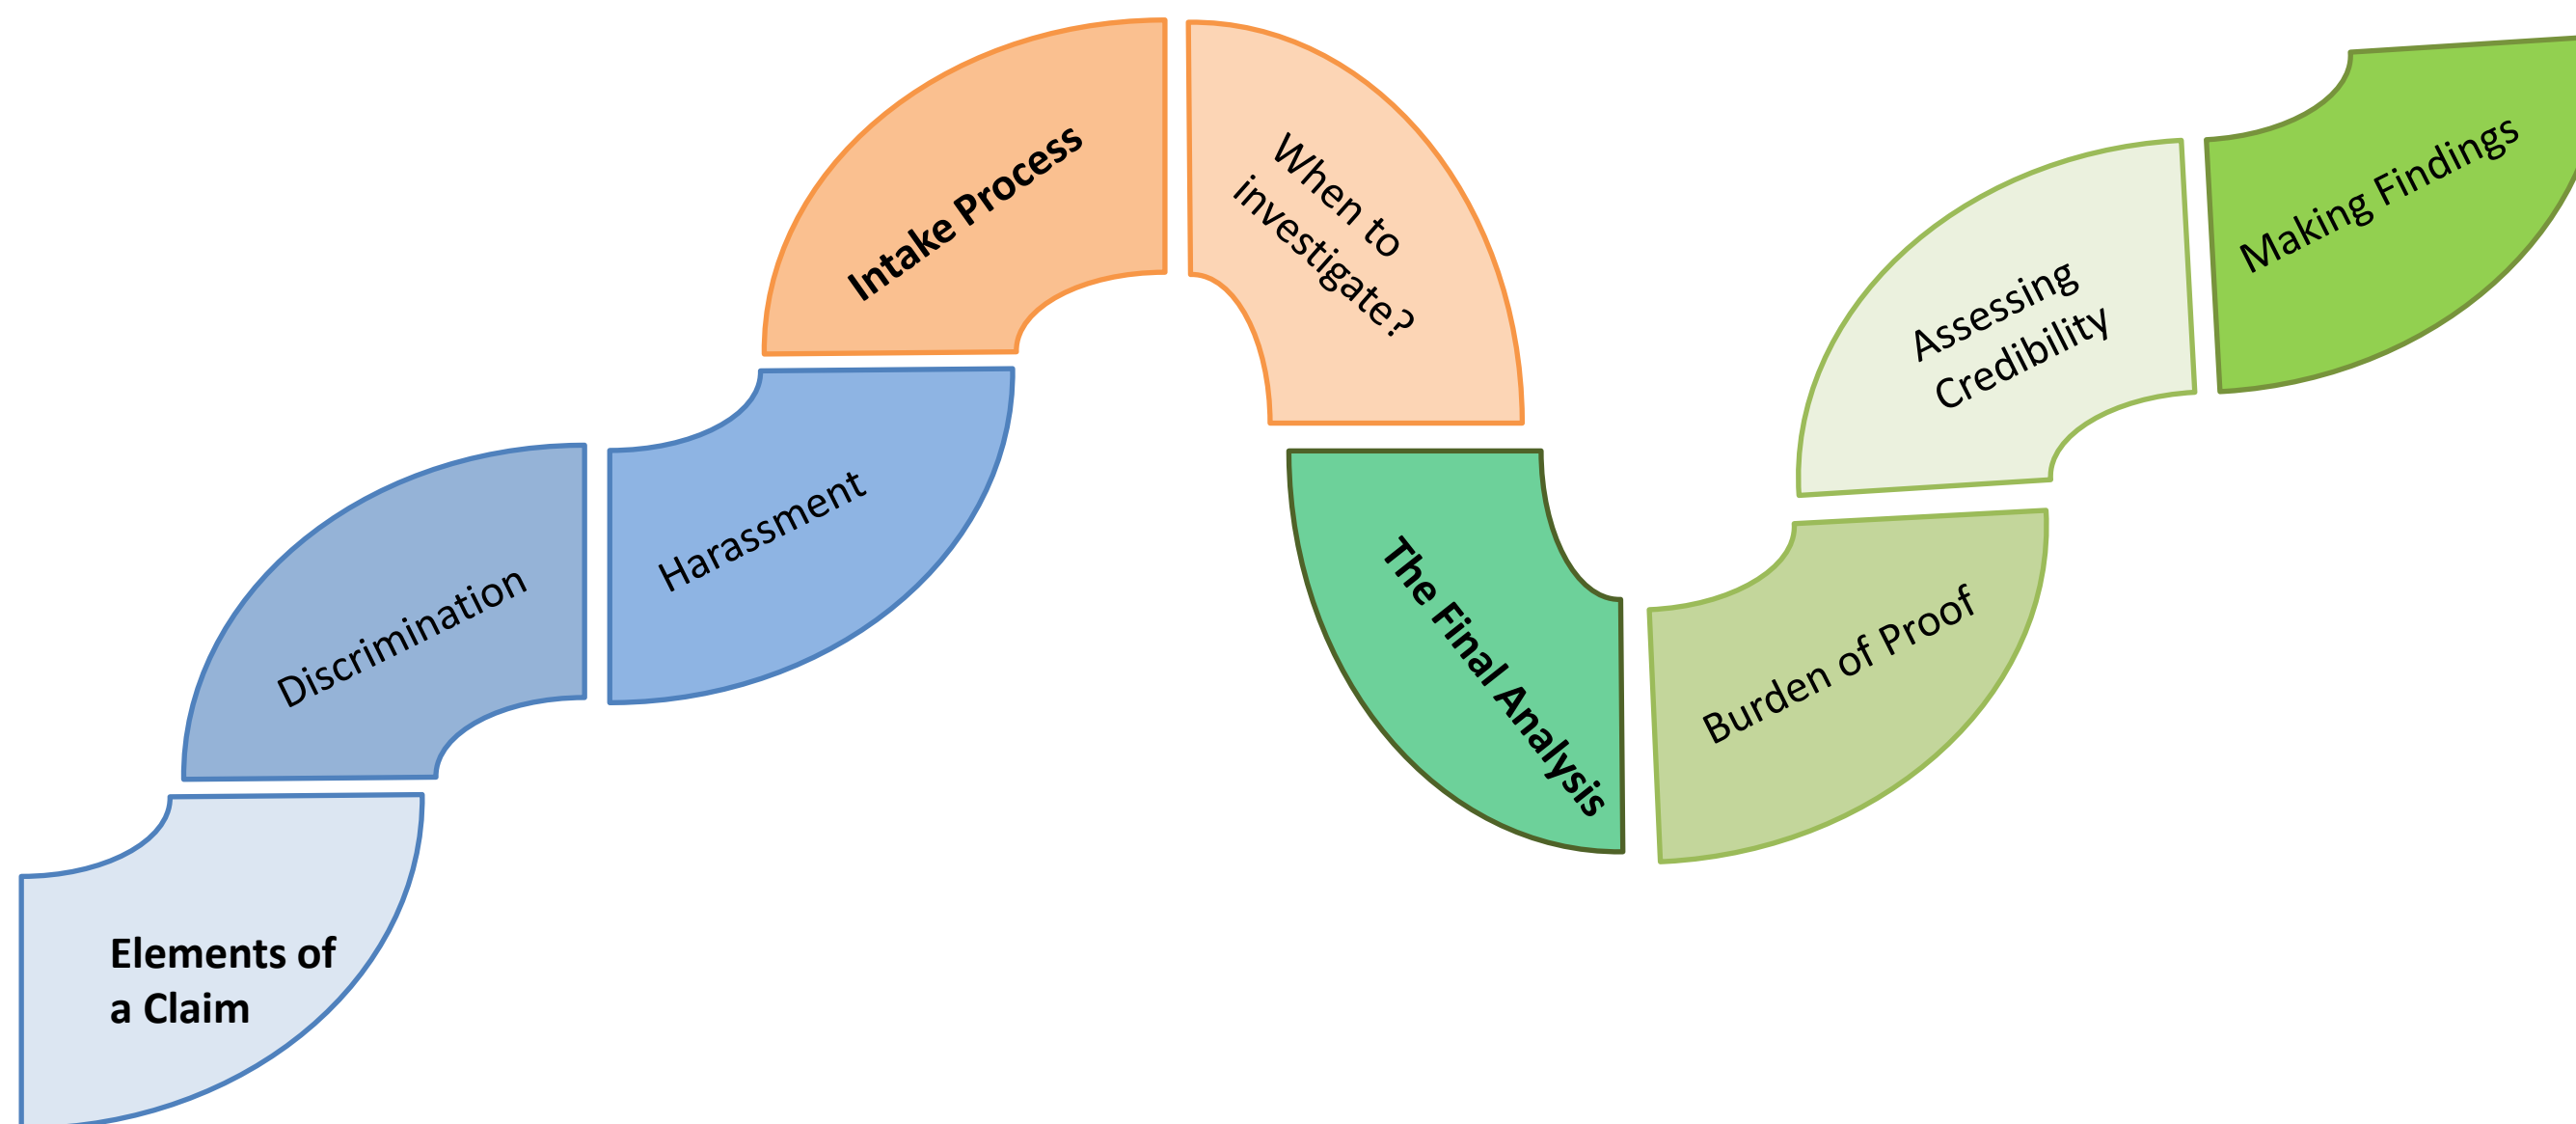 Elements of
a Claim
Discrimination
Harassment
Intake Process
When to
investigate?
The Final Analysis
Burden of Proof
Assessing
Credibility
Making Findings